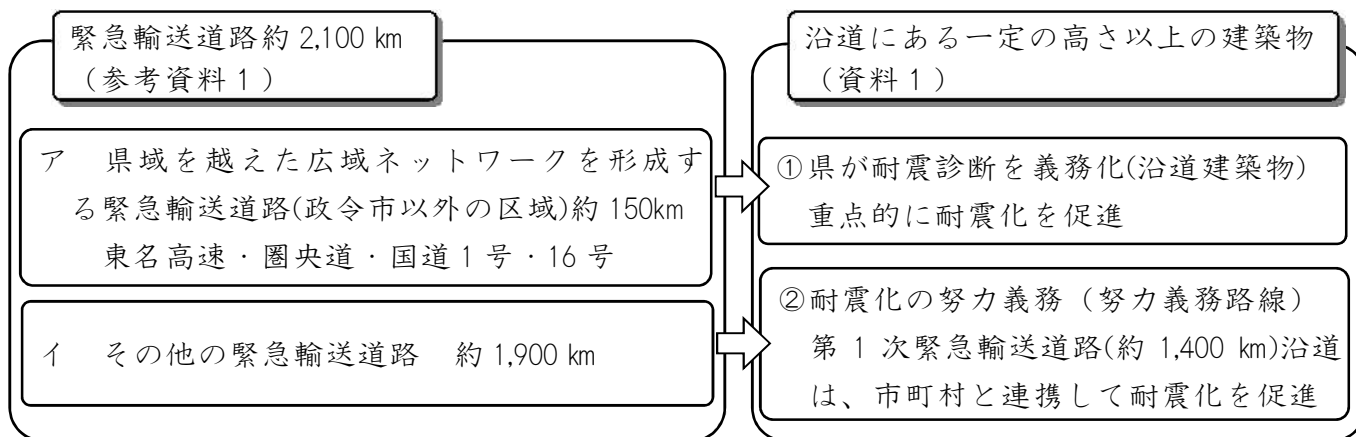 緊急輸送道路約 2,100 km
（参考資料1）
ア 県域を越えた広域ネットワークを形成す
る緊急輸送道路(政令市以外の区域)約 150km
東名高速・圏央道・国道1号・16号
イ その他の緊急輸送道路 約 1,900 km
沿道にある一定の高さ以上の建築物
（資料1）
①県が耐震診断を義務化(沿道建築物)
重点的に耐震化を促進
②耐震化の努力義務（努力義務路線）
第 1 次緊急輸送道路(約 1,400 km)沿道
は、市町村と連携して耐震化を促進